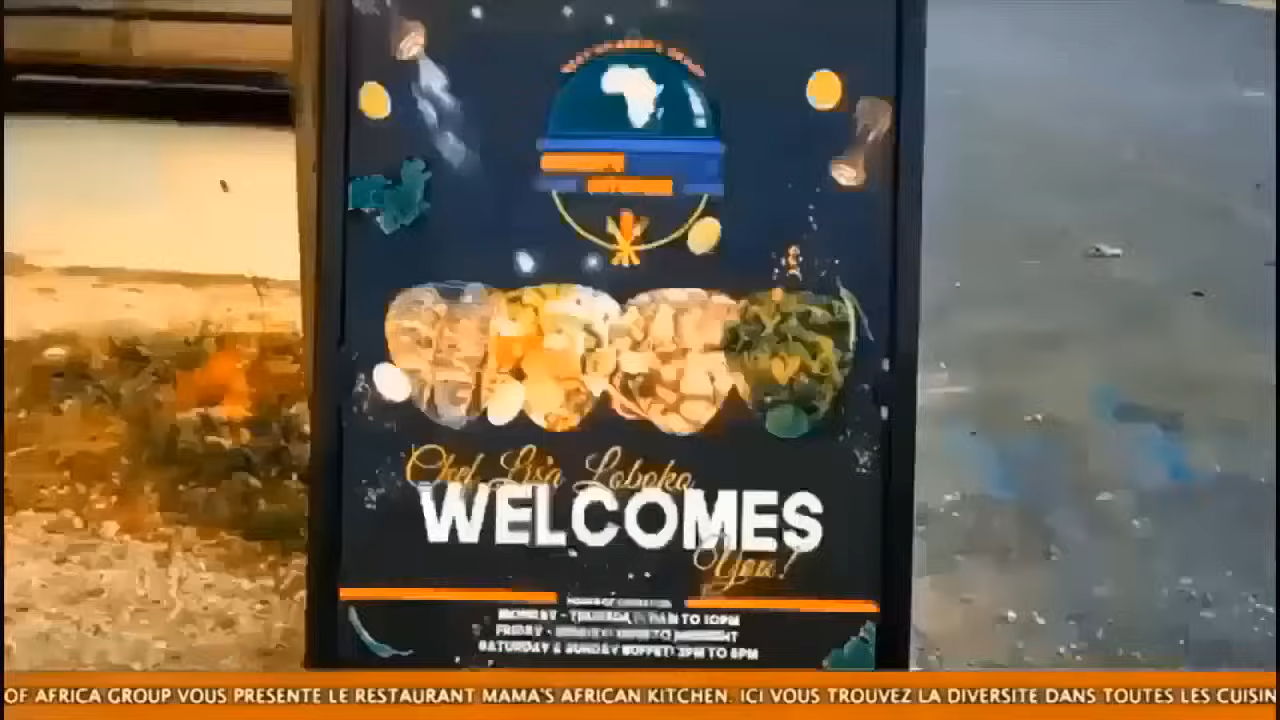 Chef Lisa Loboko
WELCOMES
You!
MONDAY - TO 10PM
FRIDAY - TO MIDNIGHT
SATURDAY & SUNDAY BUFFET: 2PM TO 8PM
OF AFRICA GROUP VOUS PRESENTE LE RESTAURANT MAMA'S AFRICAN KITCHEN. ICI VOUS TROUVEZ LA DIVERSITE DANS TOUTES LES CUISIN